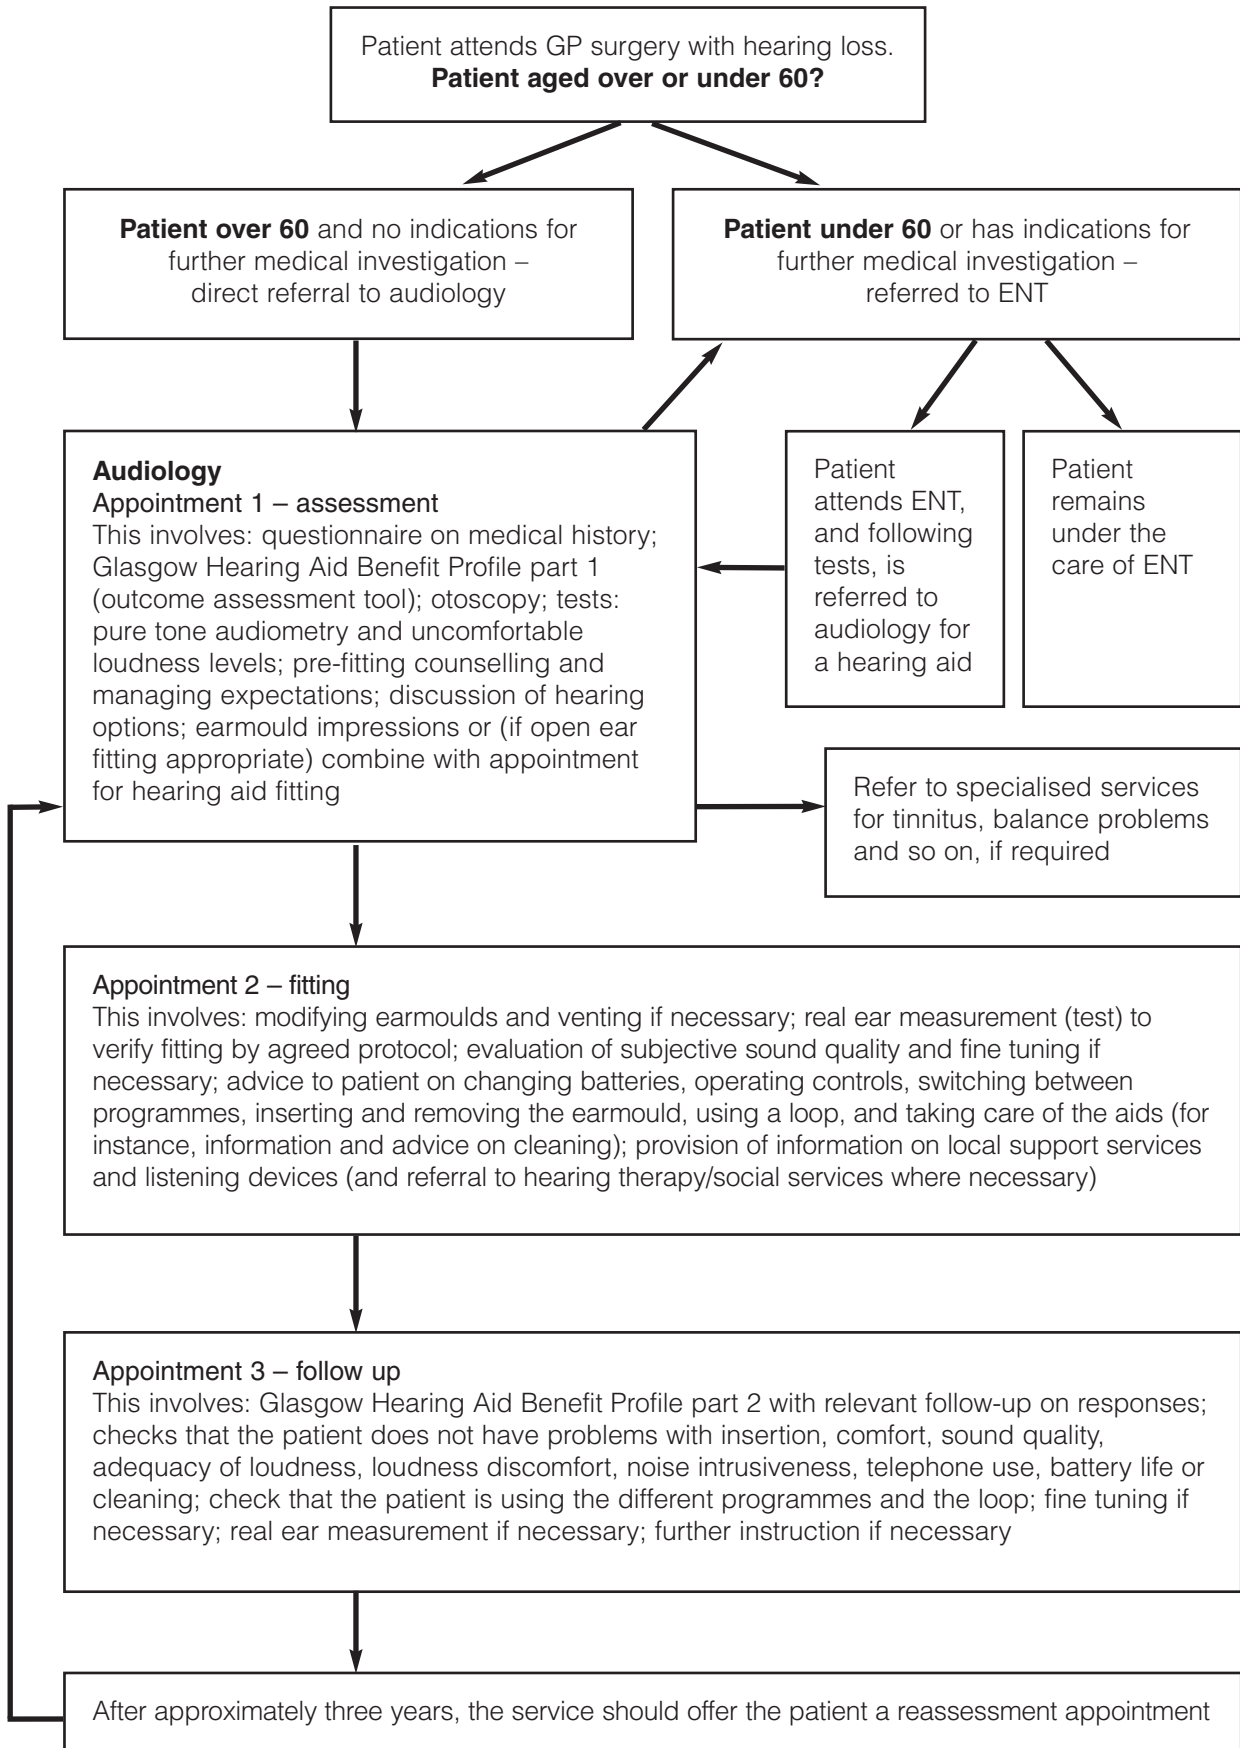 Patient attends GP surgery with hearing loss.
Patient aged over or under 60?
Patient over 60 and no indications for
further medical investigation –
direct referral to audiology
Patient under 60 or has indications for
further medical investigation –
referred to ENT
Audiology
Appointment 1 – assessment
This involves: questionnaire on medical history;
Glasgow Hearing Aid Benefit Profile part 1
(outcome assessment tool); otoscopy; tests:
pure tone audiometry and uncomfortable
loudness levels; pre-fitting counselling and
managing expectations; discussion of hearing
options; earmould impressions or (if open ear
fitting appropriate) combine with appointment
for hearing aid fitting
Patient
attends ENT,
and following
tests, is
referred to
audiology for
a hearing aid
Patient
remains
under the
care of ENT
Refer to specialised services
for tinnitus, balance problems
and so on, if required
Appointment 2 – fitting
This involves: modifying earmoulds and venting if necessary; real ear measurement (test) to
verify fitting by agreed protocol; evaluation of subjective sound quality and fine tuning if
necessary; advice to patient on changing batteries, operating controls, switching between
programmes, inserting and removing the earmould, using a loop, and taking care of the aids (for
instance, information and advice on cleaning); provision of information on local support services
and listening devices (and referral to hearing therapy/social services where necessary)
Appointment 3 – follow up
This involves: Glasgow Hearing Aid Benefit Profile part 2 with relevant follow-up on responses;
checks that the patient does not have problems with insertion, comfort, sound quality,
adequacy of loudness, loudness discomfort, noise intrusiveness, telephone use, battery life or
cleaning; check that the patient is using the different programmes and the loop; fine tuning if
necessary; real ear measurement if necessary; further instruction if necessary
After approximately three years, the service should offer the patient a reassessment appointment